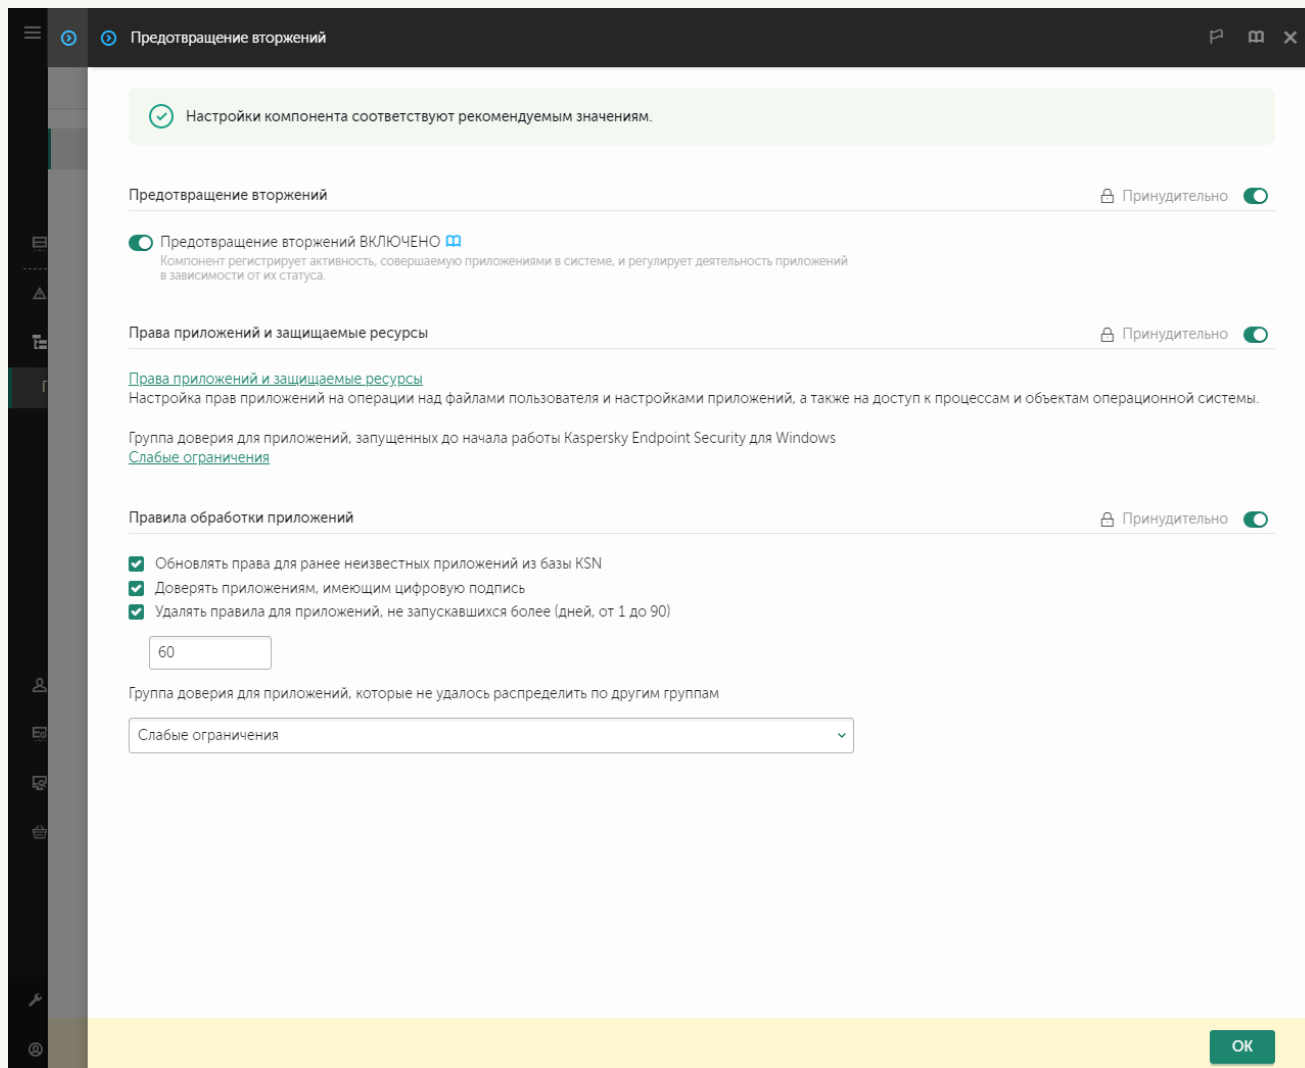 Предотвращение вторжений
Настройки компонента соответствуют рекомендуемым значениям.
Предотвращение вторжений
Принудительно
Предотвращение вторжений ВКЛЮЧЕНО
Компонент регистрирует активность, совершаемую приложениями в системе, и регулирует деятельность приложений
в зависимости от их статуса.
Права приложений и защищаемые ресурсы
Принудительно
Права приложений и защищаемые ресурсы
Настройка прав приложений на операции над файлами пользователя и настройками приложений, а также на доступ к процессам и объектам операционной системы.
Группа доверия для приложений, запущенных до начала работы Kaspersky Endpoint Security для Windows
Слабые ограничения
Правила обработки приложений
Принудительно
Обновлять права для ранее неизвестных приложений из базы KSN
Доверять приложениям, имеющим цифровую подпись
Удалять правила для приложений, не запускавшихся более (дней, от 1 до 90)
60
Группа доверия для приложений, которые не удалось распределить по другим группам
Слабые ограничения
ОК